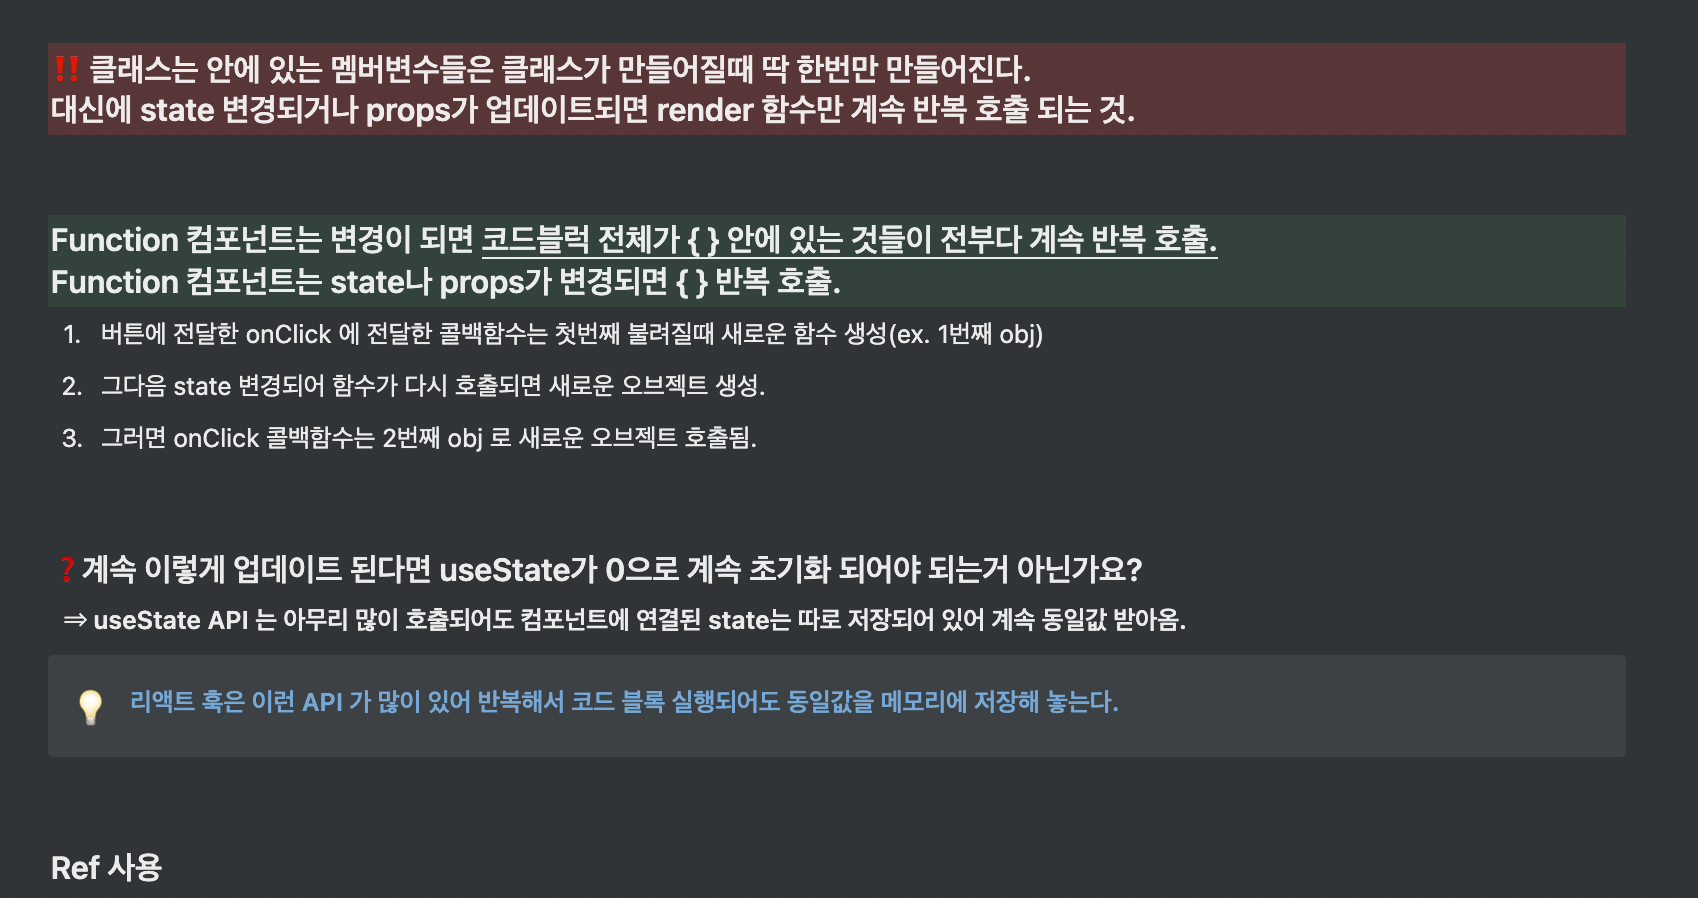 ‼️ 클래스는 안에 있는 멤버변수들은 클래스가 만들어질때 딱 한번만 만들어진다.
대신에 state 변경되거나 props가 업데이트되면 render 함수만 계속 반복 호출 되는 것.
Function 컴포넌트는 변경이 되면 코드블럭 전체가 { } 안에 있는 것들이 전부다 계속 반복 호출.
Function 컴포넌트는 state나 props가 변경되면 { } 반복 호출.
1. 버튼에 전달한 onClick 에 전달한 콜백함수는 첫번째 불려질때 새로운 함수 생성(ex. 1번째 obj)
2. 그다음 state 변경되어 함수가 다시 호출되면 새로운 오브젝트 생성.
3. 그러면 onClick 콜백함수는 2번째 obj 로 새로운 오브젝트 호출됨.
❓계속 이렇게 업데이트 된다면 useState가 0으로 계속 초기화 되어야 되는거 아닌가요?
⇒ useState API 는 아무리 많이 호출되어도 컴포넌트에 연결된 state는 따로 저장되어 있어 계속 동일값 받아옴.
리액트 훅은 이런 API 가 많이 있어 반복해서 코드 블록 실행되어도 동일값을 메모리에 저장해 놓는다.
Ref 사용